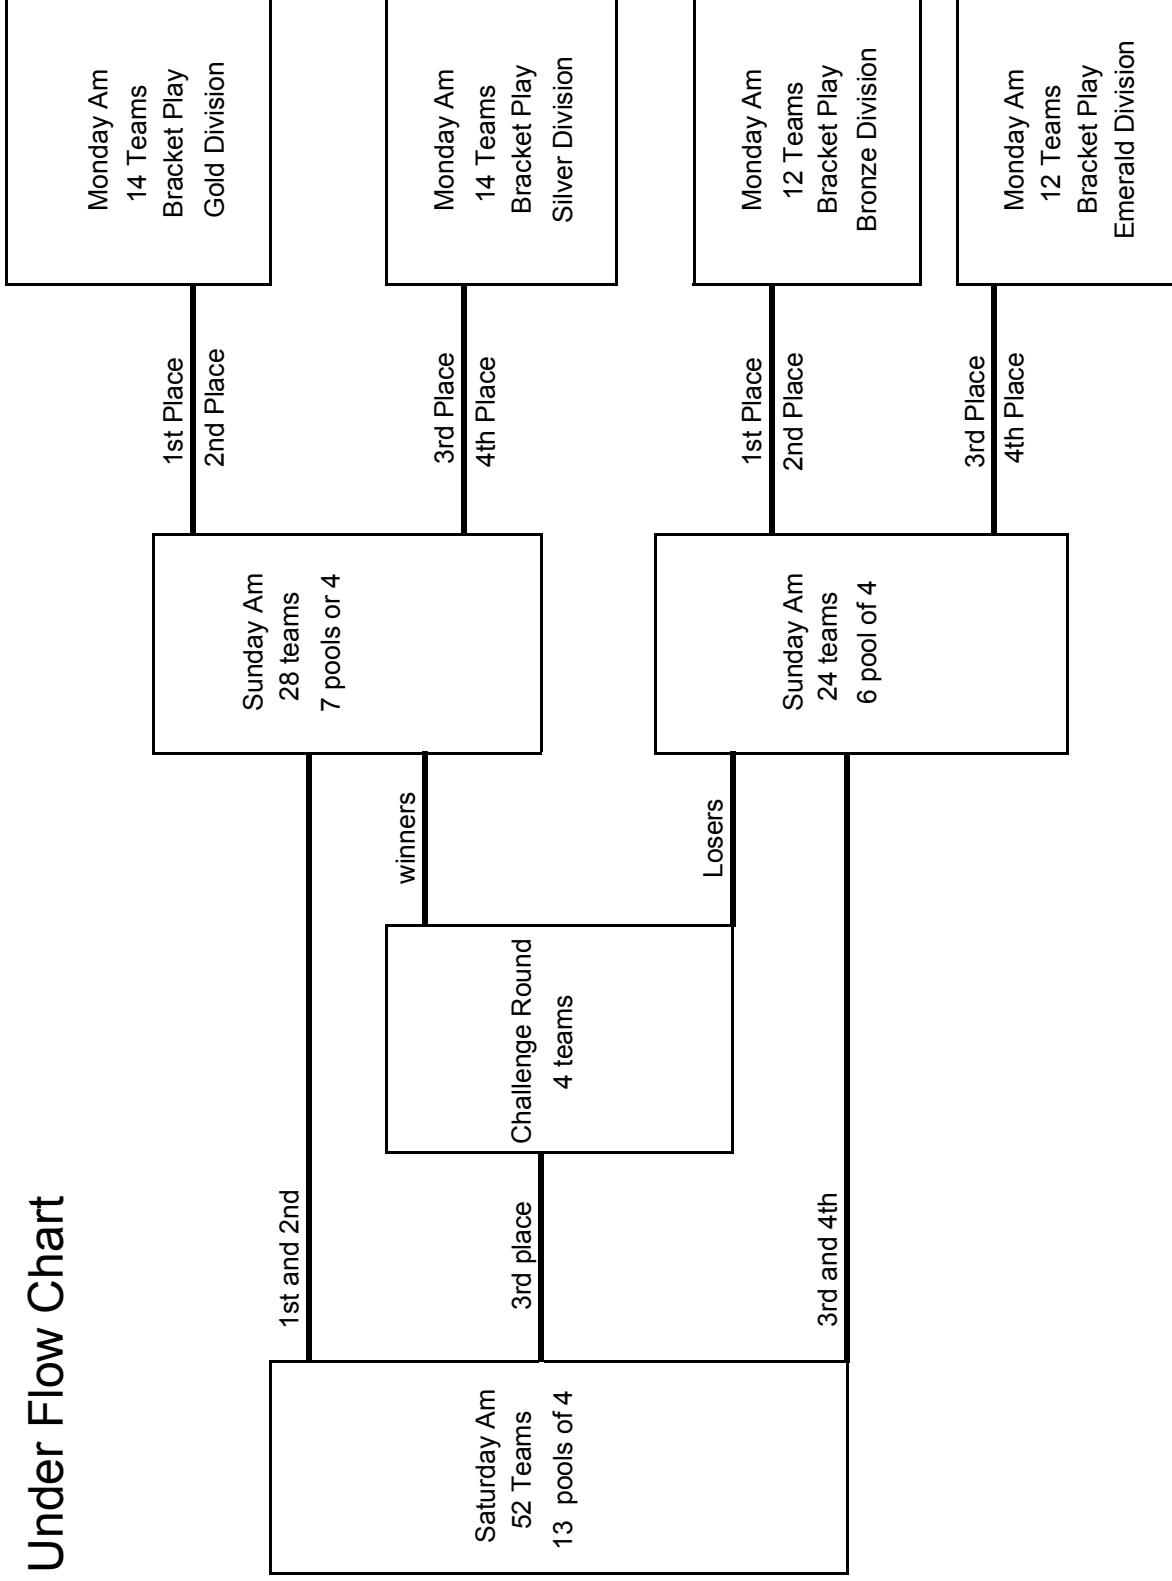 Under Flow Chart
Saturday Am
52 Teams
13 pools of 4
1st and 2nd
3rd place
3rd and 4th
Challenge Round
4 teams
winners
Losers
Sunday Am
28 teams
7 pools or 4
Sunday Am
24 teams
6 pool of 4
1st Place
2nd Place
3rd Place
4th Place
1st Place
2nd Place
3rd Place
4th Place
Monday Am
14 Teams
Bracket Play
Gold Division
Monday Am
14 Teams
Bracket Play
Silver Division
Monday Am
12 Teams
Bracket Play
Bronze Division
Monday Am
12 Teams
Bracket Play
Emerald Division